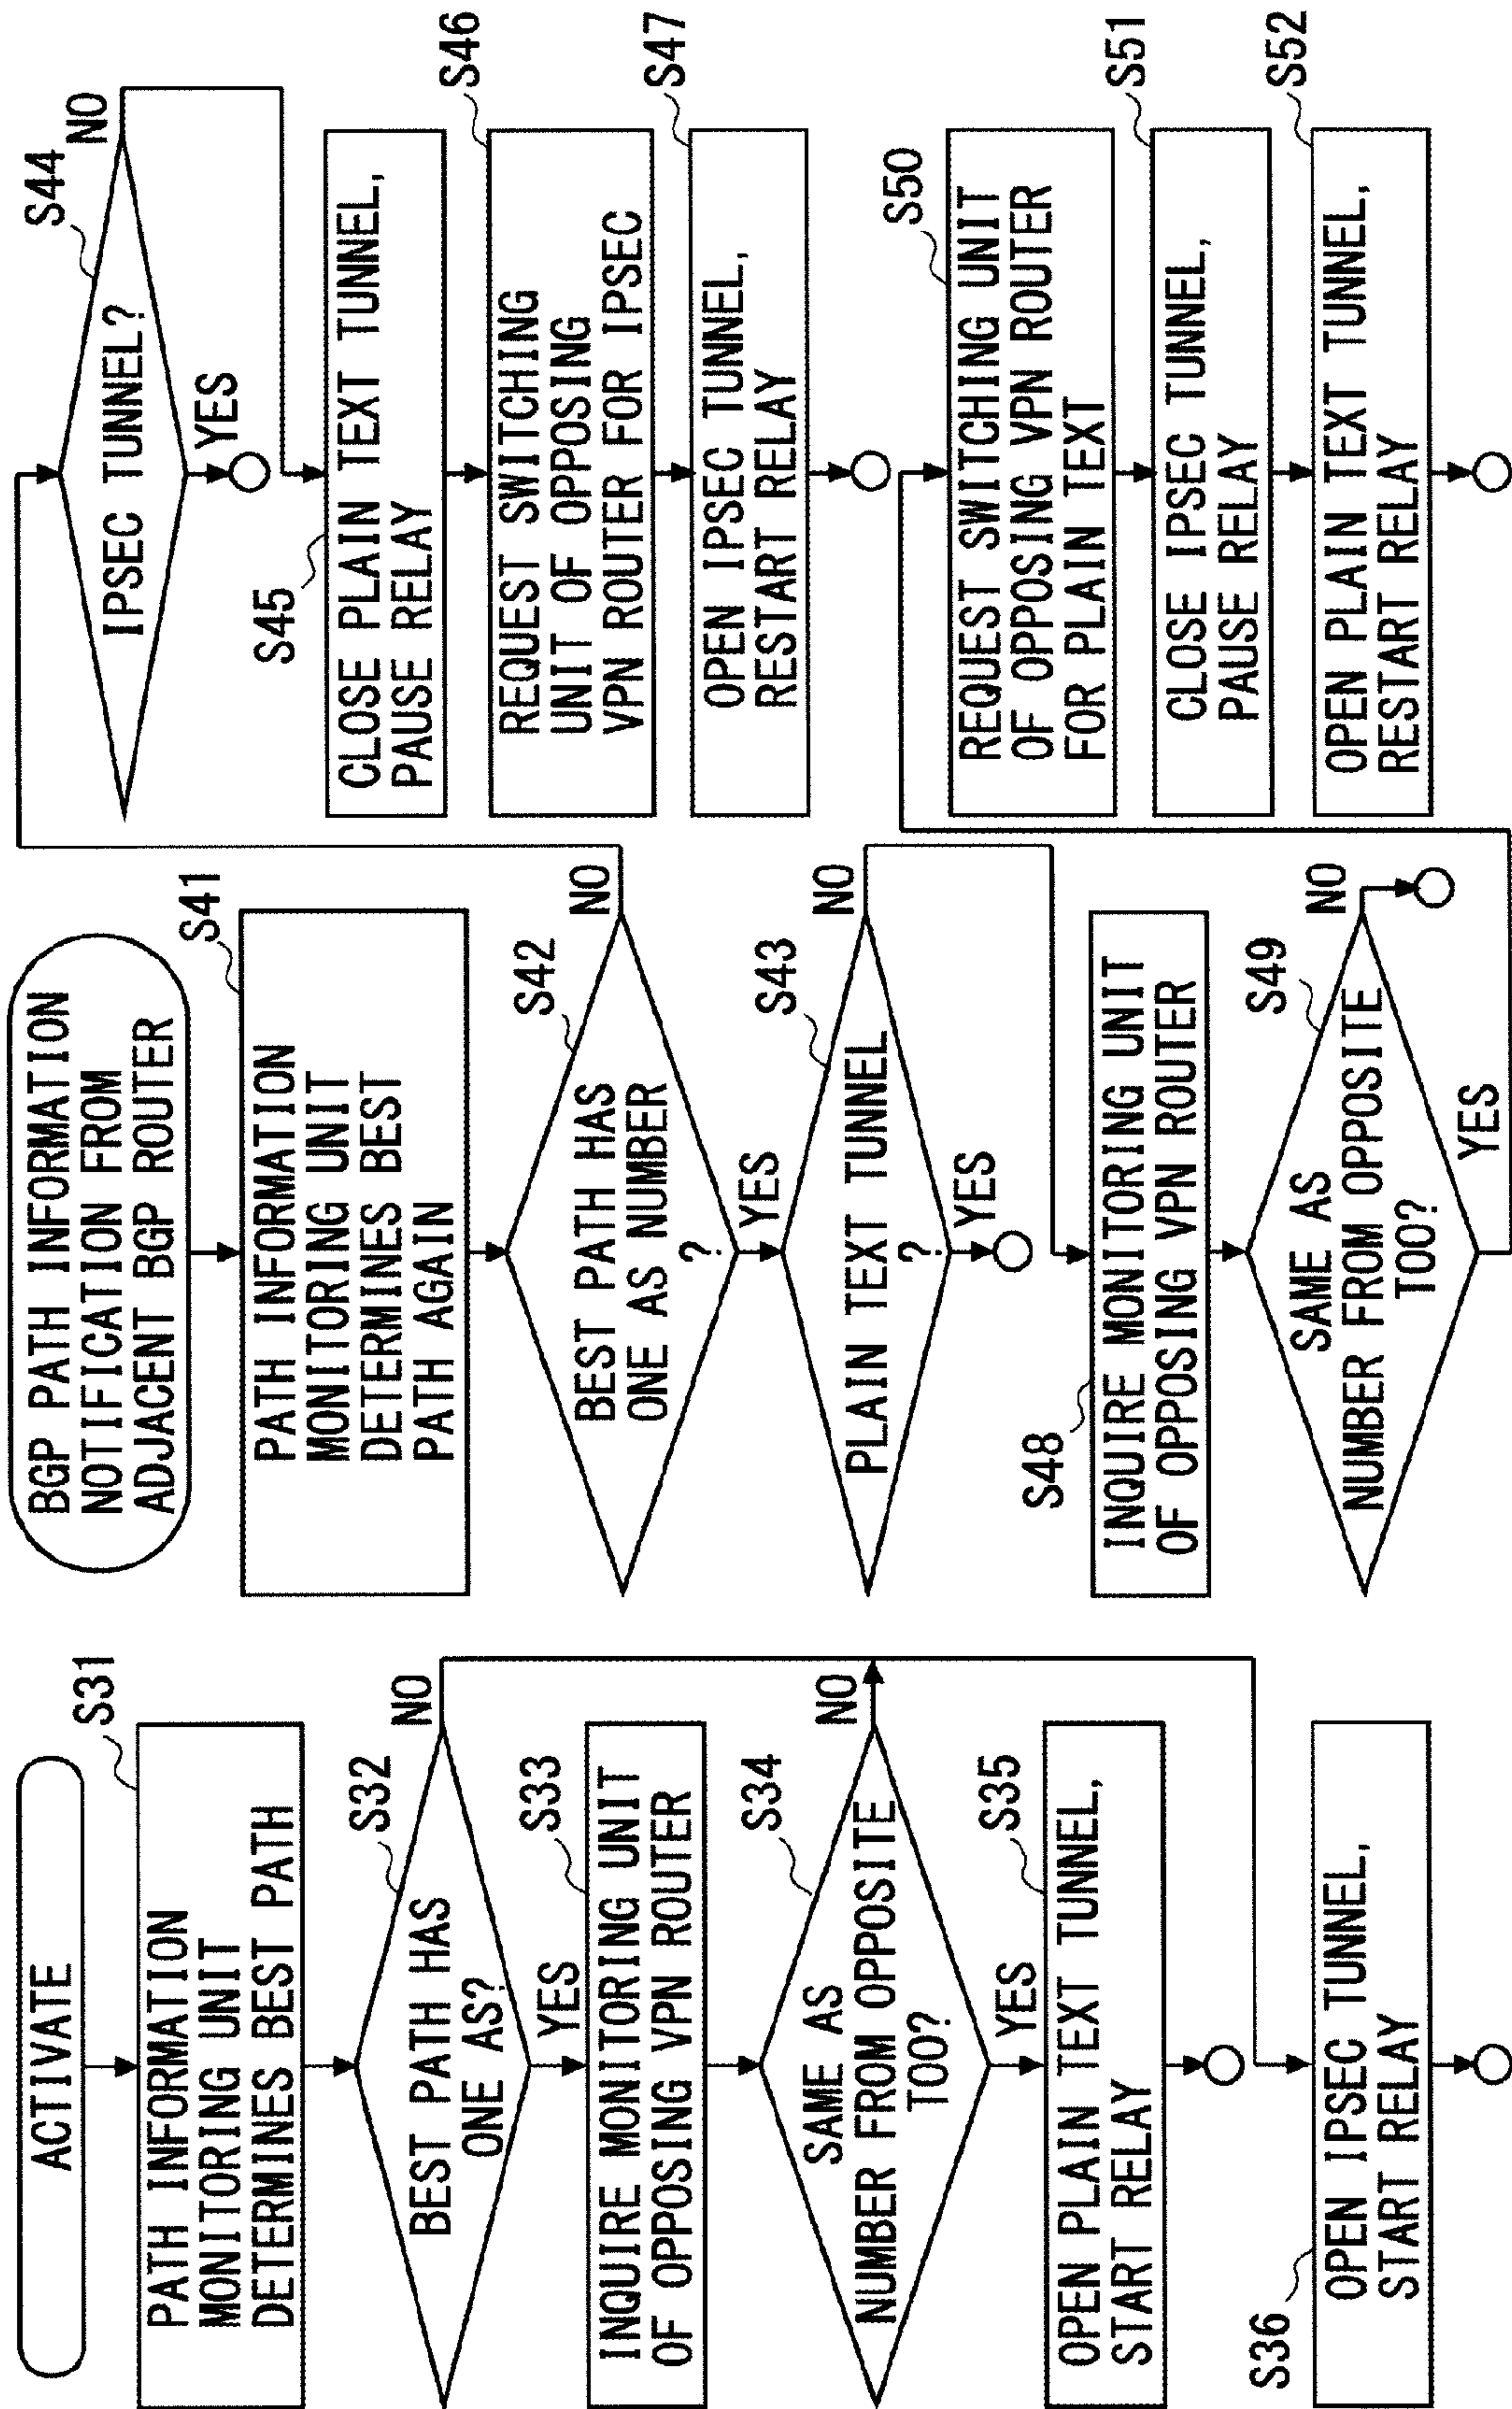 ACTIVATE
S31
PATH INFORMATION
MONITORING UNIT
DETERMINES BEST PATH
S32
BEST PATH HAS
ONE AS?
NO
YES
S33
INQUIRE MONITORING UNIT
OF OPPOSING VPN ROUTER
S34
SAME AS
NUMBER FROM OPPOSITE
TOO?
NO
YES
S35
OPEN PLAIN TEXT TUNNEL,
START RELAY
S36
OPEN IPSEC TUNNEL,
START RELAY
BGP PATH INFORMATION
NOTIFICATION FROM
ADJACENT BGP ROUTER
S41
PATH INFORMATION
MONITORING UNIT
DETERMINES BEST
PATH AGAIN
S42
BEST PATH HAS
ONE AS NUMBER
?
NO
YES
S43
PLAIN TEXT TUNNEL
?
NO
YES
S48
INQUIRE MONITORING UNIT
OF OPPOSING VPN ROUTER
S49
SAME AS
NUMBER FROM OPPOSITE
TOO?
NO
YES
S44
IPSEC TUNNEL?
NO
YES
S45
CLOSE PLAIN TEXT TUNNEL,
PAUSE RELAY
S46
REQUEST SWITCHING
UNIT OF OPPOSING
VPN ROUTER FOR IPSEC
S47
OPEN IPSEC TUNNEL,
RESTART RELAY
S50
REQUEST SWITCHING UNIT
OF OPPOSING VPN ROUTER
FOR PLAIN TEXT
S51
CLOSE IPSEC TUNNEL,
PAUSE RELAY
S52
OPEN PLAIN TEXT TUNNEL,
RESTART RELAY